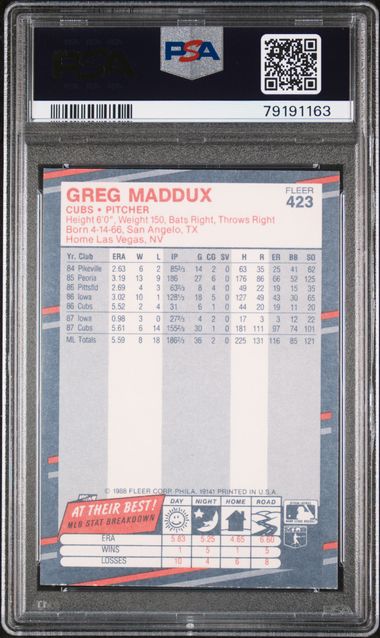 PSA
PSA
79191163
GREG MADDUX
FLEER
423
CUBS • PITCHER
Height 6'0", Weight 150, Bats Right, Throws Right
Born 4-14-66, San Angelo, TX
Home Las Vegas, NV
Yr. Club ERA W L IP G CG SV H R ER BB SO
84 Pikeville 2.63 6 2 85⅔ 14 2 0 63 35 25 41 62
85 Peoria 3.19 13 9 186 27 6 0 176 86 66 52 125
86 Pittsfld 2.69 4 3 63⅔ 8 4 0 49 22 19 15 35
86 Iowa 3.02 10 1 128⅓ 18 5 0 127 49 43 30 65
86 Cubs 5.52 2 4 31 6 1 0 44 20 19 11 20
87 Iowa 0.98 3 0 27⅔ 4 2 0 17 3 3 12 22
87 Cubs 5.61 6 14 155⅔ 30 1 0 181 111 97 74 101
ML Totals 5.59 8 18 186⅔ 36 2 0 225 131 116 85 121
© 1988 FLEER CORP. PHILA. 19141 PRINTED IN U.S.A.
AT THEIR BEST!
MLB STAT BREAKDOWN
DAY NIGHT HOME ROAD
ERA 5.83 5.25 4.65 6.60
WINS 1 5 1 5
LOSSES 10 4 6 8